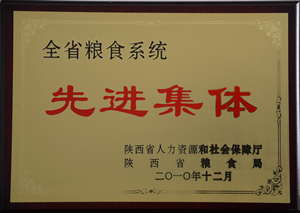 全省粮食系统
先进集体
陕西省人力资源和社会保障厅
陕西省粮食局
二〇一〇年十二月